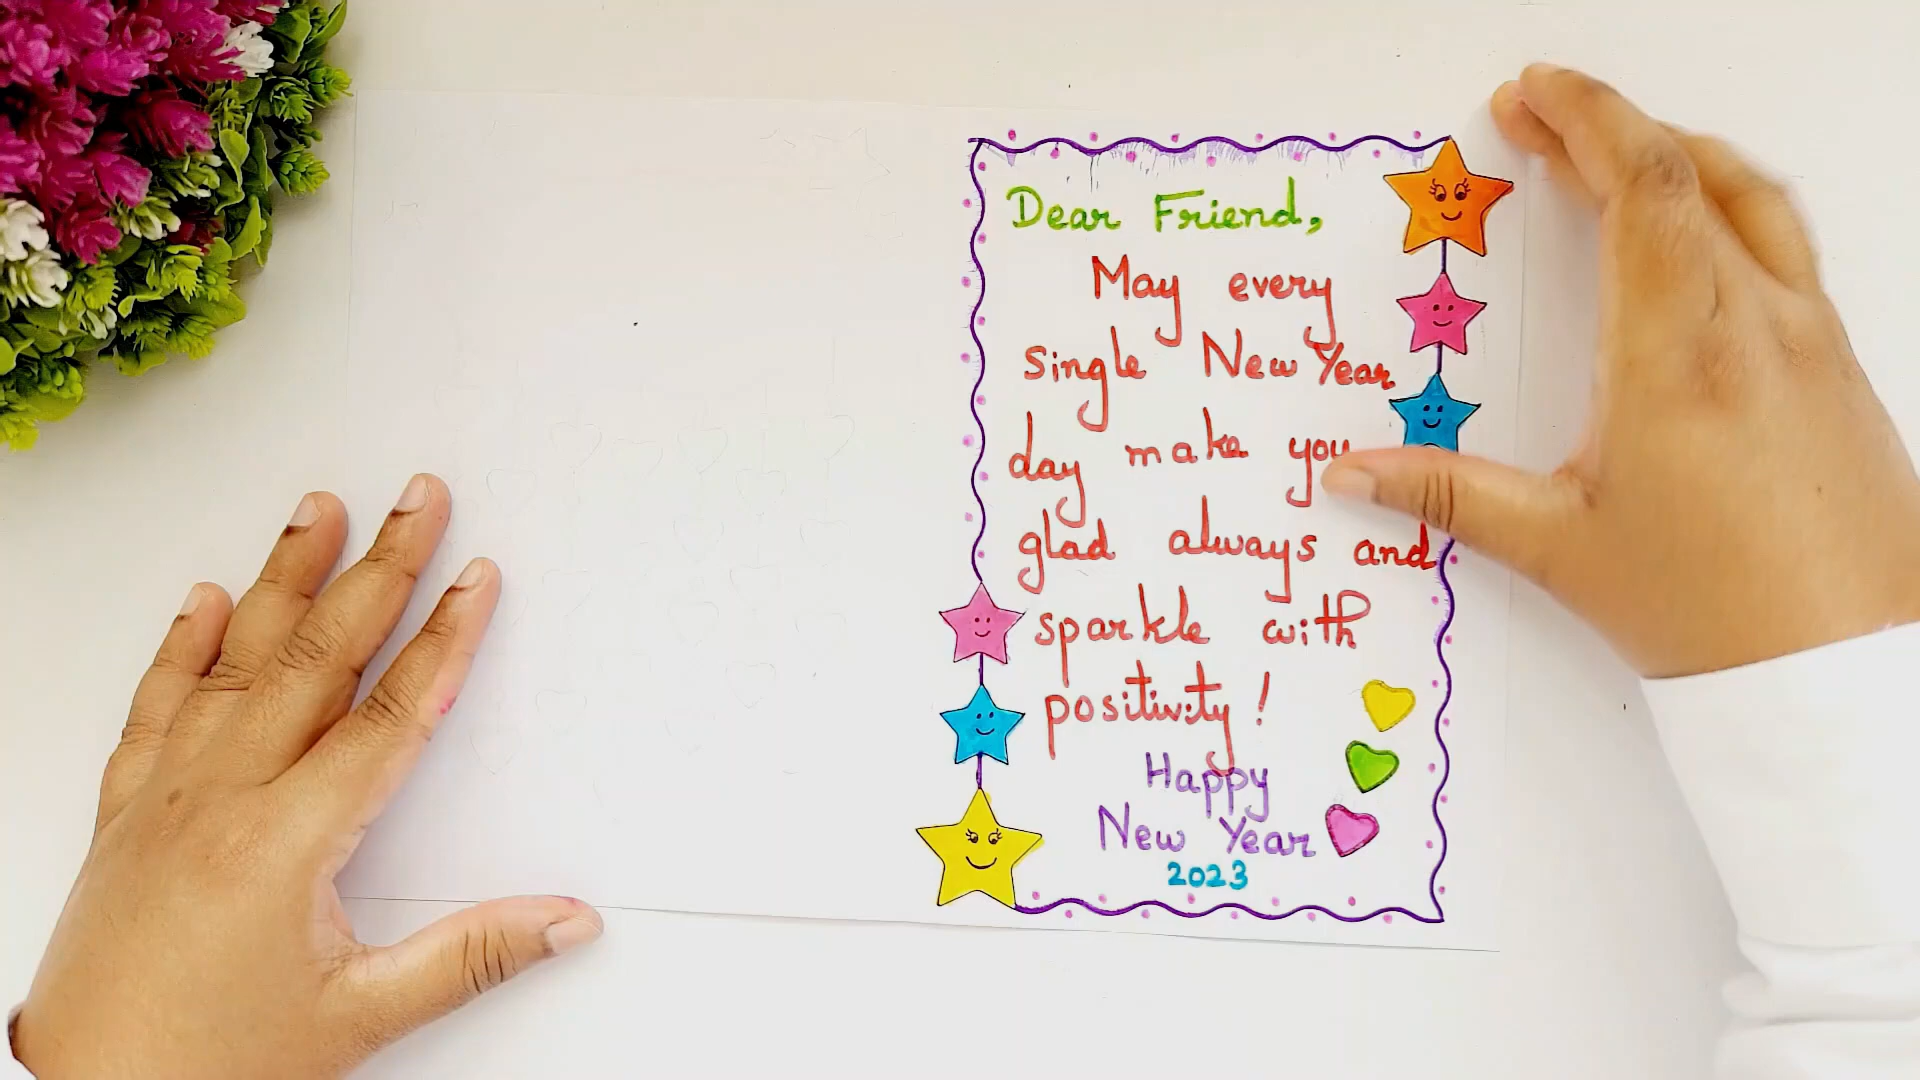 Dear Friend,
May every
single New Year
day make you
glad always and
sparkle with
positivity!
Happy
New Year
2023